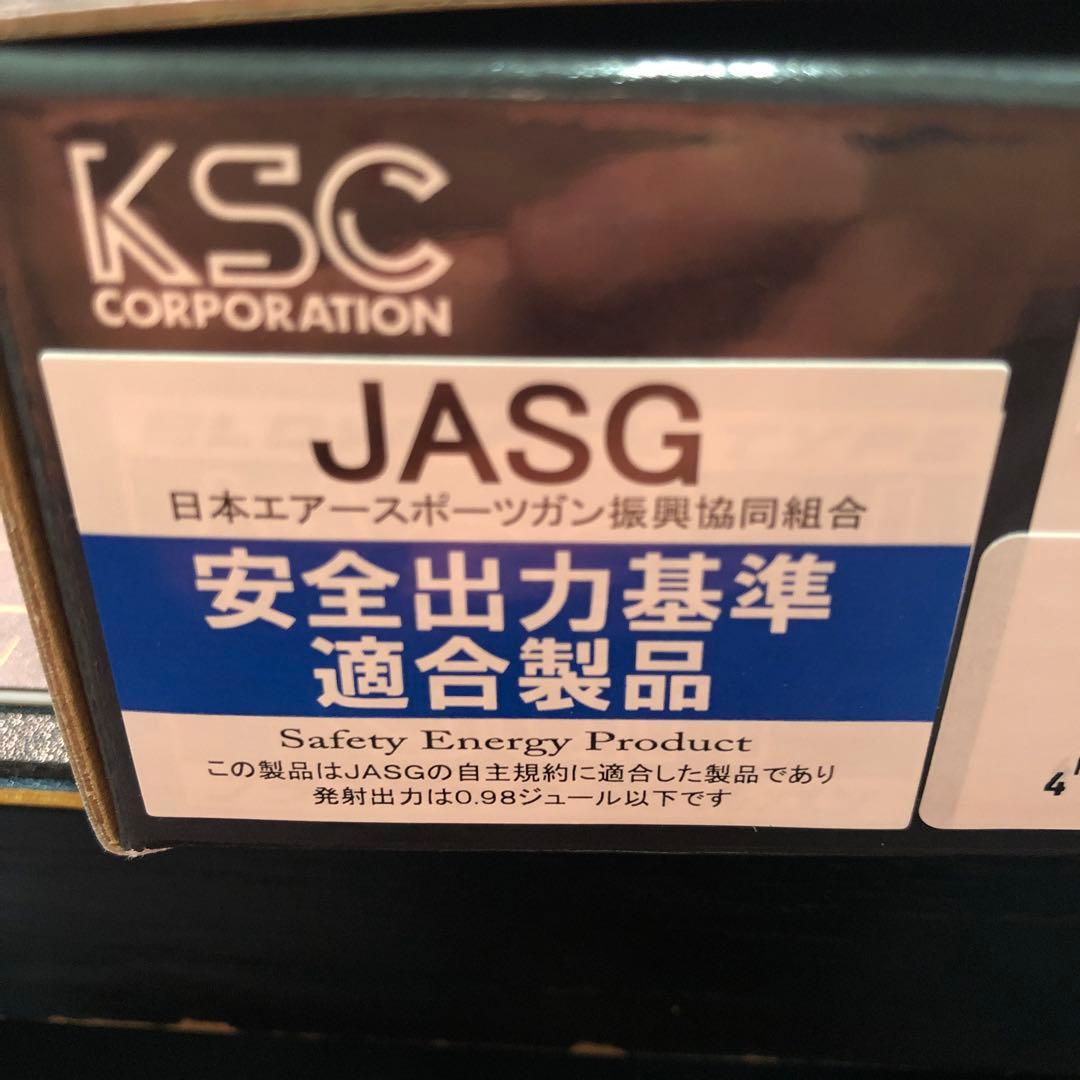 KSC
CORPORATION
JASG
日本エアースポーツガン振興協同組合
安全出力基準
適合製品
Safety Energy Product
この製品はJASGの自主規約に適合した製品であり
発射出力は0.98ジュール以下です
4